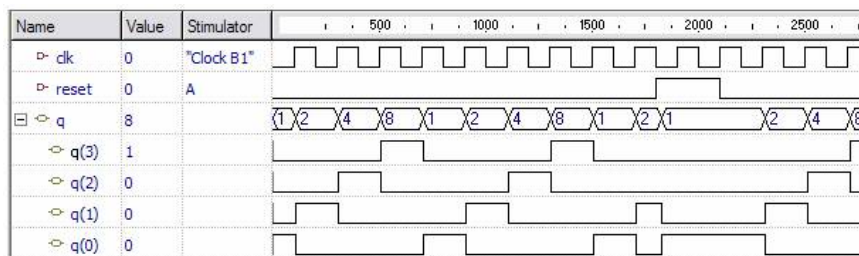 Name Value Stimulator 500 1000 1500 2000 2500
clk 0 "Clock B1"
reset 0 A
q 8 1 2 4 8 1 2 4 8 1 2 1 2 4 8
q(3) 1
q(2) 0
q(1) 0
q(0) 0